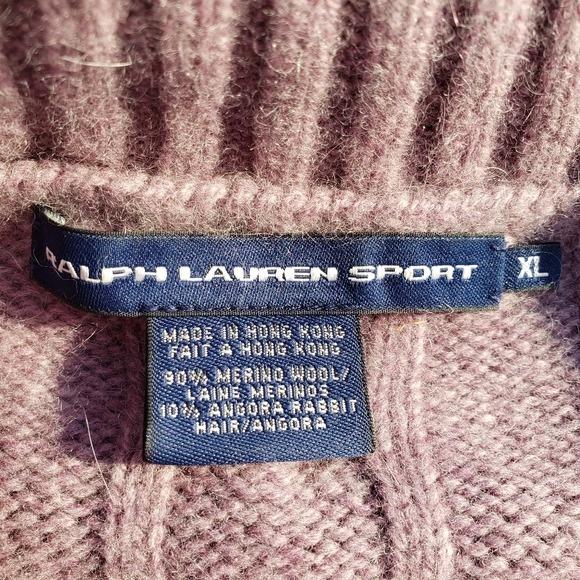 RALPH LAUREN SPORT
XL
MADE IN HONG KONG
FAIT A HONG KONG
90% MERINO WOOL/
LAINE MERINOS
10% ANGORA RABBIT
HAIR/ANGORA